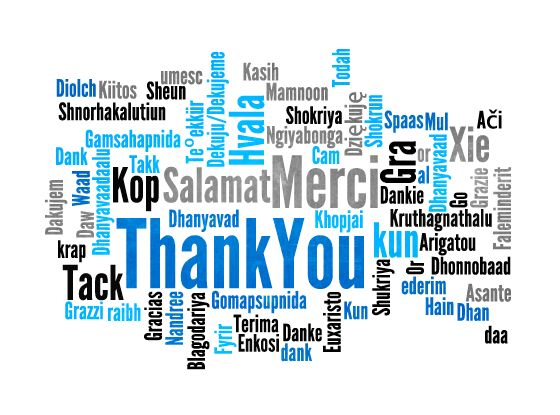 Todah
umesc
Kasih
Diolch
Kiitos
Sheun
Dekuju/Dekujeme
Hvala
Mamnoon
Shnorhakalutiun
Te°ekkür
Shokriya
Dziękuję
Shokrun
Spaas
Mul
Ači
Gamsahapnida
Ngiyabonga
Dank
Dhanyavaadaalu
Takk
Cam
Gra
or
Xie
Waad
Kop
Salamat
Merci
al
Dhanyavaad
Grazie
Faleminderit
Dakujem
Daw
Dankie
Go
Dhanyavad
Khopjai
Kruthagnathalu
ThankYou
kun
Arigatou
krap
Or
Dhonnobaad
Tack
Shukriya
ederim
Asante
Grazzi
raibh
Gracias
Nandree
Blagodariya
Gomapsupnida
Kun
Hain
Dhan
Fyrir
Terima
Danke
Euxaristo
Enkosi
dank
daa